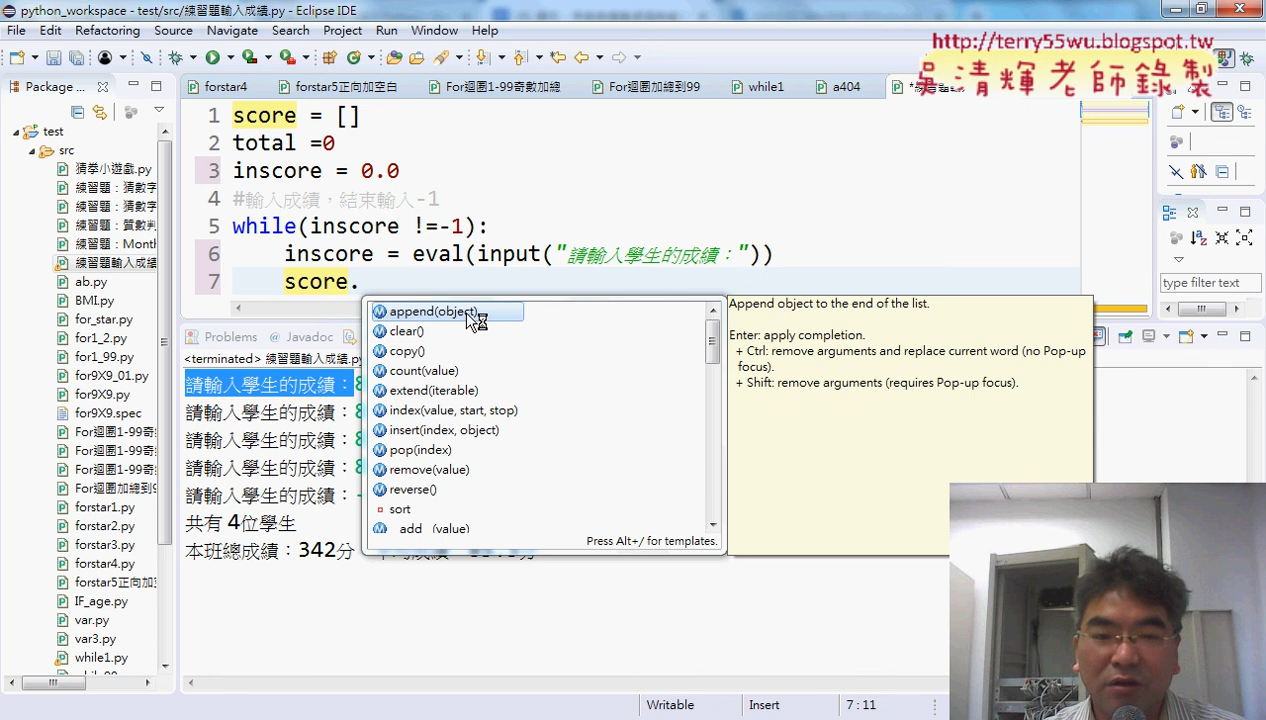 python_workspace - test/src/練習題輸入成績.py - Eclipse IDE
File Edit Refactoring Source Navigate Search Project Run Window Help
http://terry55wu.blogspot.tw
吳清輝老師錄製
Package ...
forstar4
forstar5正向加空白
For迴圈1-99奇數加總
For迴圈加總到99
while1
a404
test
src
猜拳小遊戲.py
練習題：猜數字
練習題：猜數字
練習題：質數判
練習題：Month
練習題輸入成績
ab.py
BMI.py
for_star.py
for1_2.py
for1_99.py
for9X9_01.py
for9X9.py
for9X9.spec
For迴圈1-99奇
For迴圈1-99奇
For迴圈1-99奇
For迴圈加總到9
forstar1.py
forstar2.py
forstar3.py
forstar4.py
forstar5正向加
IF_age.py
var.py
var3.py
while1.py
1 score = []
2 total =0
3 inscore = 0.0
4 #輸入成績，結束輸入-1
5 while(inscore !=-1):
6 inscore = eval(input("請輸入學生的成績："))
7 score.
append(object)
clear()
copy()
count(value)
extend(iterable)
index(value, start, stop)
insert(index, object)
pop(index)
remove(value)
reverse()
sort
__add__(value)
Press Alt+/ for templates.
Append object to the end of the list.
Enter: apply completion.
+ Ctrl: remove arguments and replace current word (no Pop-up
focus).
+ Shift: remove arguments (requires Pop-up focus).
type filter text
Problems @ Javadoc
<terminated> 練習題輸入成績.py
請輸入學生的成績：8
請輸入學生的成績：8
請輸入學生的成績：8
請輸入學生的成績：8
請輸入學生的成績：-
共有 4位學生
本班總成績：342分
Writable
Insert
7 : 11